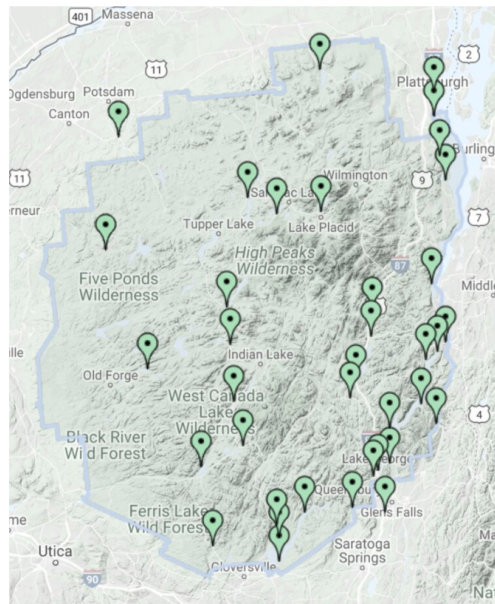 401
Massena
11
2
Ogdensburg
Potsdam
Canton
Burling
Wilmington
11
9
Tupper Lake
Lake Placid
7
High Peaks
Wilderness
87
Five Ponds
Wilderness
Middle
Indian Lake
Old Forge
West Canada
Lake
Wilderness
4
Black River
Wild Forest
Lake George
Glens Falls
Ferris Lake
Wild Forest
Utica
Saratoga
Springs
90
Cloversville